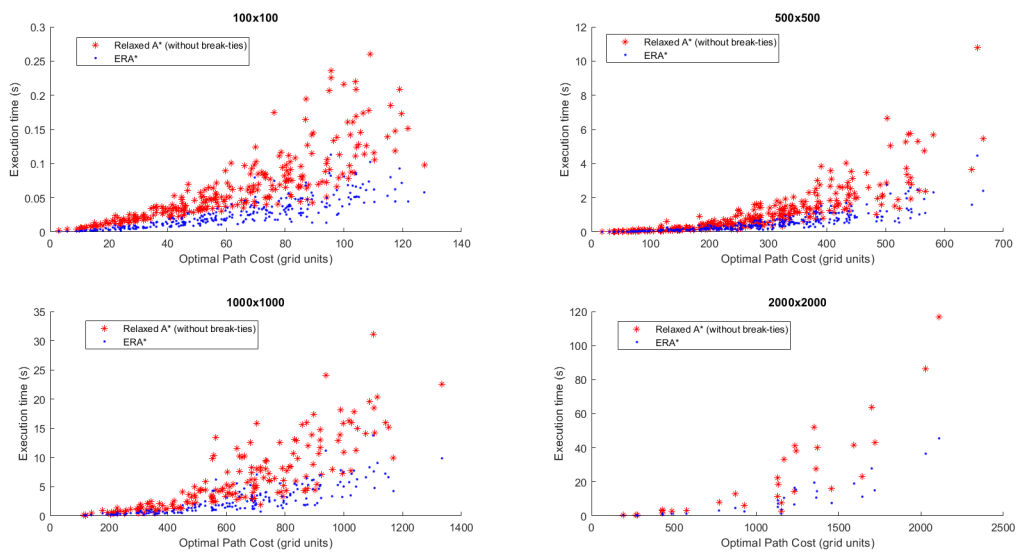 100x100
0.3
0.25
0.2
0.15
0.1
0.05
0
Execution time (s)
Relaxed A* (without break-ties)
ERA*
0 20 40 60 80 100 120 140
Optimal Path Cost (grid units)
500x500
12
10
8
6
4
2
0
Execution time (s)
Relaxed A* (without break-ties)
ERA*
0 100 200 300 400 500 600 700
Optimal Path Cost (grid units)
1000x1000
35
30
25
20
15
10
5
0
Execution time (s)
Relaxed A* (without break-ties)
ERA*
0 200 400 600 800 1000 1200 1400
Optimal Path Cost (grid units)
2000x2000
120
100
80
60
40
20
0
Execution time (s)
Relaxed A* (without break-ties)
ERA*
0 500 1000 1500 2000 2500
Optimal Path Cost (grid units)